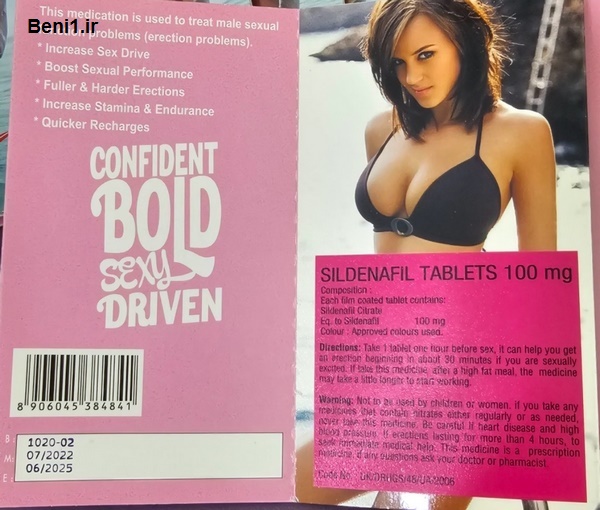 This medication is used to treat male sexual
Beni1.ir
problems (erection problems).
* Increase Sex Drive
* Boost Sexual Performance
* Fuller & Harder Erections
* Increase Stamina & Endurance
* Quicker Recharges
CONFIDENT
BOLD
SEXY
DRIVEN
8 906045 384841
B
1020-02
M
07/2022
E
06/2025
SILDENAFIL TABLETS 100 mg
Composition :
Each film coated tablet contains:
Sildenafil Citrate
Eq. to Sildenafil 100 mg
Colour : Approved colours used.
Directions: Take 1 tablet one hour before sex, it can help you get
an erection beginning in about 30 minutes if you are sexually
excited. If take this medicine, after a high fat meal, the medicine
may take a little longer to start working.
Warning: Not to be used by children or women. If you take any
medicines that contain nitrates either regularly or as needed,
never take this medicine. Be careful if heart disease and high
blood pressure. If erections lasting for more than 4 hours, to
seek immediate medical help. This medicine is a prescription
medicine, if any questions ask your doctor or pharmacist.
Code No.